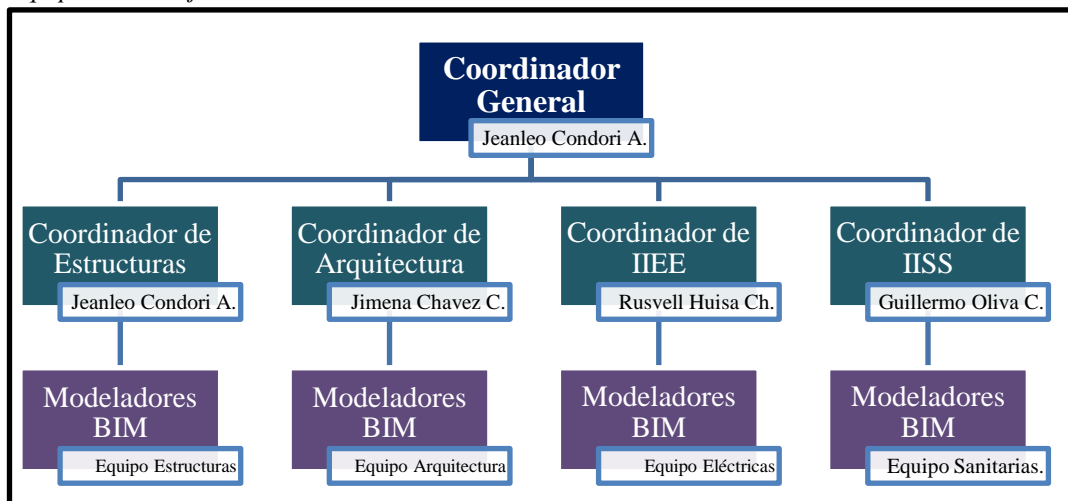 Coordinador
General
Jeanleo Condori A.
Coordinador de
Estructuras
Jeanleo Condori A.
Coordinador de
Arquitectura
Jimena Chavez C.
Coordinador de
IIEE
Rusvell Huisa Ch.
Coordinador de
IISS
Guillermo Oliva C.
Modeladores
BIM
Equipo Estructuras
Modeladores
BIM
Equipo Arquitectura
Modeladores
BIM
Equipo Eléctricas
Modeladores
BIM
Equipo Sanitarias.